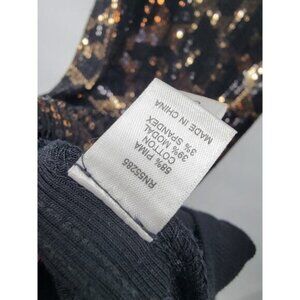 RN55285
58% PIMA
COTTON
39% MODAL
3% SPANDEX
MADE IN CHINA